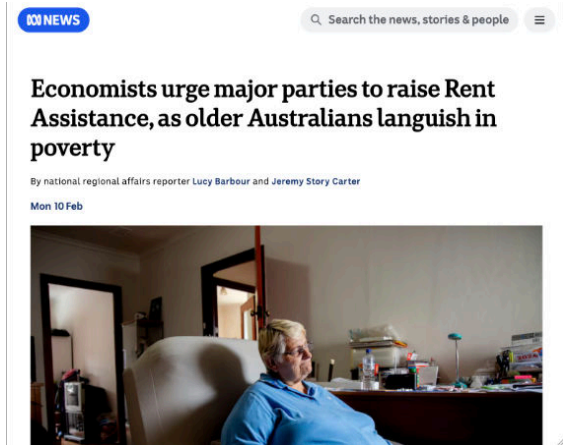 NEWS
Search the news, stories & people
Economists urge major parties to raise Rent
Assistance, as older Australians languish in
poverty
By national regional affairs reporter Lucy Barbour and Jeremy Story Carter
Mon 10 Feb